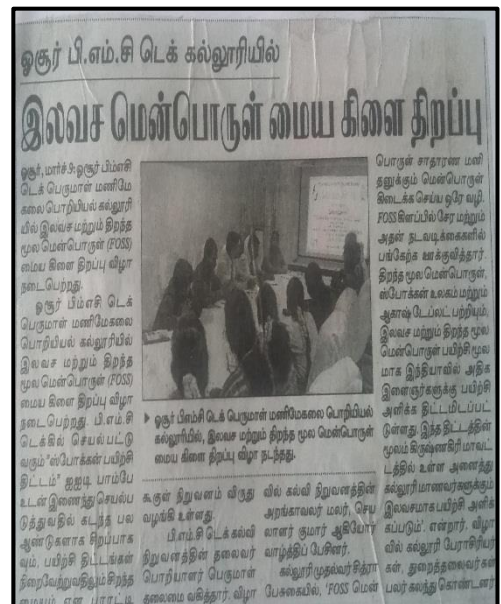 ஓசூர் பி.எம்.சி டெக் கல்லூரியில்
இலவச மென்பொருள் மைய கிளை திறப்பு
ஓசூர், மார்ச் 5: ஓசூர் பிஎம்சி
டெக் பெருமாள் மணிமே
கலை பொறியியல் கல்லூரி
யில் இலவச மற்றும் திறந்த
மூல மென்பொருள் (FOSS)
மைய கிளை திறப்பு விழா
நடைபெற்றது.
ஓசூர் பிஎம்சி டெக்
பெருமாள் மணிமேகலை
பொறியியல் கல்லூரியில்
இலவச மற்றும் திறந்த
மூல மென்பொருள் (FOSS)
மைய கிளை திறப்பு விழா
நடைபெற்றது. பி.எம்.சி
டெக்கில் செயல்பட்டு
வரும் "ஸ்போக்கன் பயிற்சி
திட்டம்" ஐஐடி பாம்பே
உடன் இணைந்து செயல்ப
டுத்துவதில் கடந்த பல
ஆண்டுகளாக சிறப்பாக
வும், பயிற்சி திட்டங்கள்
நிறைவேற்றுவதிலும் சிறந்த
மையம் என பாராட்டி
▶ ஓசூர் பிஎம்சி டெக் பெருமாள் மணிமேகலை பொறியியல்
கல்லூரியில், இலவச மற்றும் திறந்த மூல மென்பொருள்
மைய கிளை திறப்பு விழா நடந்தது.
கூகுள் நிறுவனம் விருது
வழங்கி உள்ளது.
பி.எம்.சி டெக் கல்வி
நிறுவனத்தின் தலைவர்
பொறியாளர் பெருமாள்
தலைமை வகித்தார். விழா
வில் கல்வி நிறுவனத்தின்
அறங்காவலர் மலர், செய
லாளர் குமார் ஆகியோர்
வாழ்த்திப் பேசினர்.
கல்லூரி முதல்வர் சித்ரா
பேசுகையில், 'FOSS மென்
பொருள் சாதாரண மனி
தனுக்கும் மென்பொருள்
கிடைக்க செய்ய ஒரே வழி.
FOSS கிளப்பில் சேர மற்றும்
அதன் நடவடிக்கைகளில்
பங்கேற்க ஊக்குவித்தார்.
திறந்த மூல மென்பொருள்,
ஸ்போக்கன் உலகம் மற்றும்
ஆகாஷ் டேப்லட் பற்றியும்,
இலவச மற்றும் திறந்த மூல
மென்பொருள் பயிற்சி மூல
மாக இந்தியாவில் அதிக
இளைஞர்களுக்கு பயிற்சி
அளிக்க திட்டமிடப்பட்
டுள்ளது. இந்த திட்டத்தின்
மூலம் கிருஷ்ணகிரி மாவட்
டத்தில் உள்ள அனைத்து
கல்லூரி மாணவர்களுக்கும்
இலவசமாக பயிற்சி அளிக்
கப்படும்'. என்றார். விழா
வில் கல்லூரி பேராசிரியர்
கள், துறைத்தலைவர்கள்
பலர் கலந்து கொண்டனர்